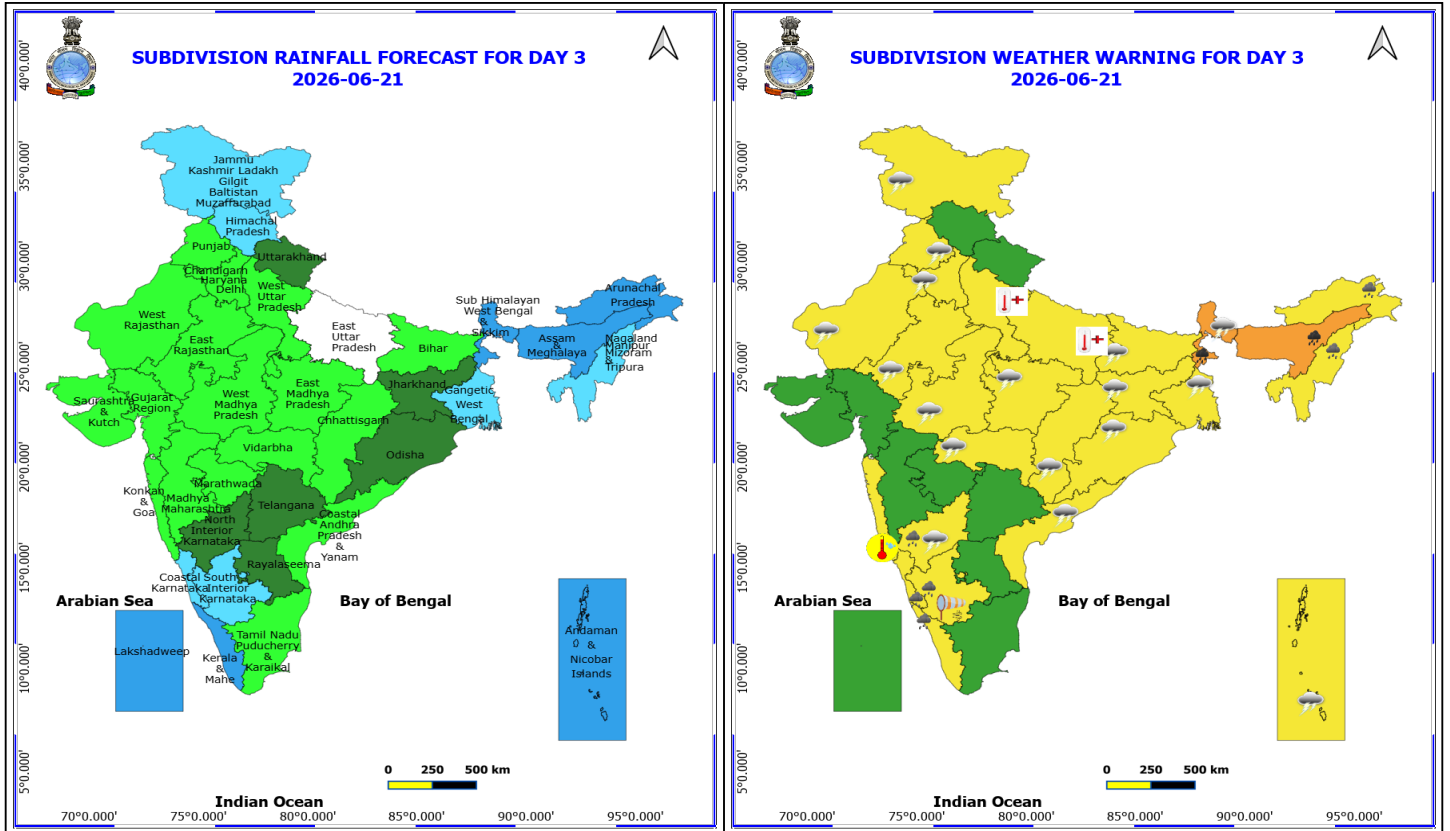 SUBDIVISION RAINFALL FORECAST FOR DAY 3
2026-06-21
40°0.000'
35°0.000'
30°0.000'
25°0.000'
20°0.000'
15°0.000'
10°0.000'
5°0.000'
Jammu
Kashmir Ladakh
Gilgit
Baltistan
Muzaffarabad
Himachal
Pradesh
Punjab
Uttarakhand
Chandigarh
Haryana
Delhi
West
Uttar
Pradesh
West
Rajasthan
East
Rajasthan
East
Uttar
Pradesh
Bihar
Sub Himalayan
West Bengal
&
Sikkim
Arunachal
Pradesh
Assam
&
Meghalaya
Nagaland
Manipur
Mizoram
&
Tripura
Jharkhand
Gangetic
West
Bengal
Saurashtra
&
Kutch
Gujarat
Region
West
Madhya
Pradesh
East
Madhya
Pradesh
Chhattisgarh
Odisha
Vidarbha
Marathwada
Madhya
Maharashtra
Konkan
&
Goa
Telangana
North
Interior
Karnataka
Coastal
Andhra
Pradesh
&
Yanam
Rayalaseema
Coastal
Karnataka
South
Interior
Karnataka
Arabian Sea
Bay of Bengal
Lakshadweep
Kerala
&
Mahe
Tamil Nadu
Puducherry
&
Karaikal
Andaman
&
Nicobar
Islands
0 250 500 km
Indian Ocean
70°0.000' 75°0.000' 80°0.000' 85°0.000' 90°0.000' 95°0.000'
SUBDIVISION WEATHER WARNING FOR DAY 3
2026-06-21
40°0.000'
35°0.000'
30°0.000'
25°0.000'
20°0.000'
15°0.000'
10°0.000'
5°0.000'
Arabian Sea
Bay of Bengal
0 250 500 km
Indian Ocean
70°0.000' 75°0.000' 80°0.000' 85°0.000' 90°0.000' 95°0.000'